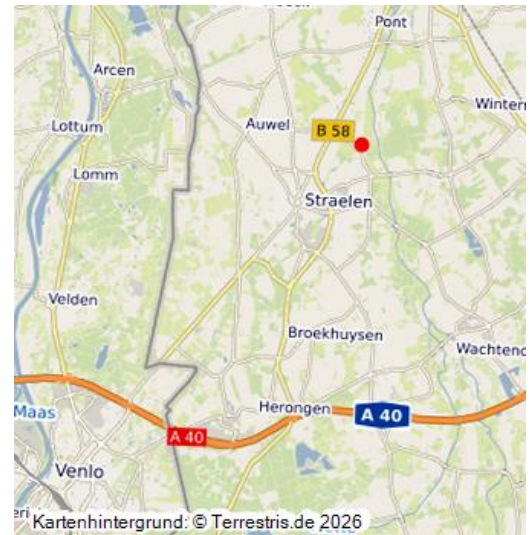 Pont
Arcen
Winter
Lottum
Auwel
B 58
Lomm
Straelen
Velden
Broekhuysen
Wachtend
Maas
Herongen
A 40
A 40
Venlo
Kartenhintergrund: © Terrestris.de 2026